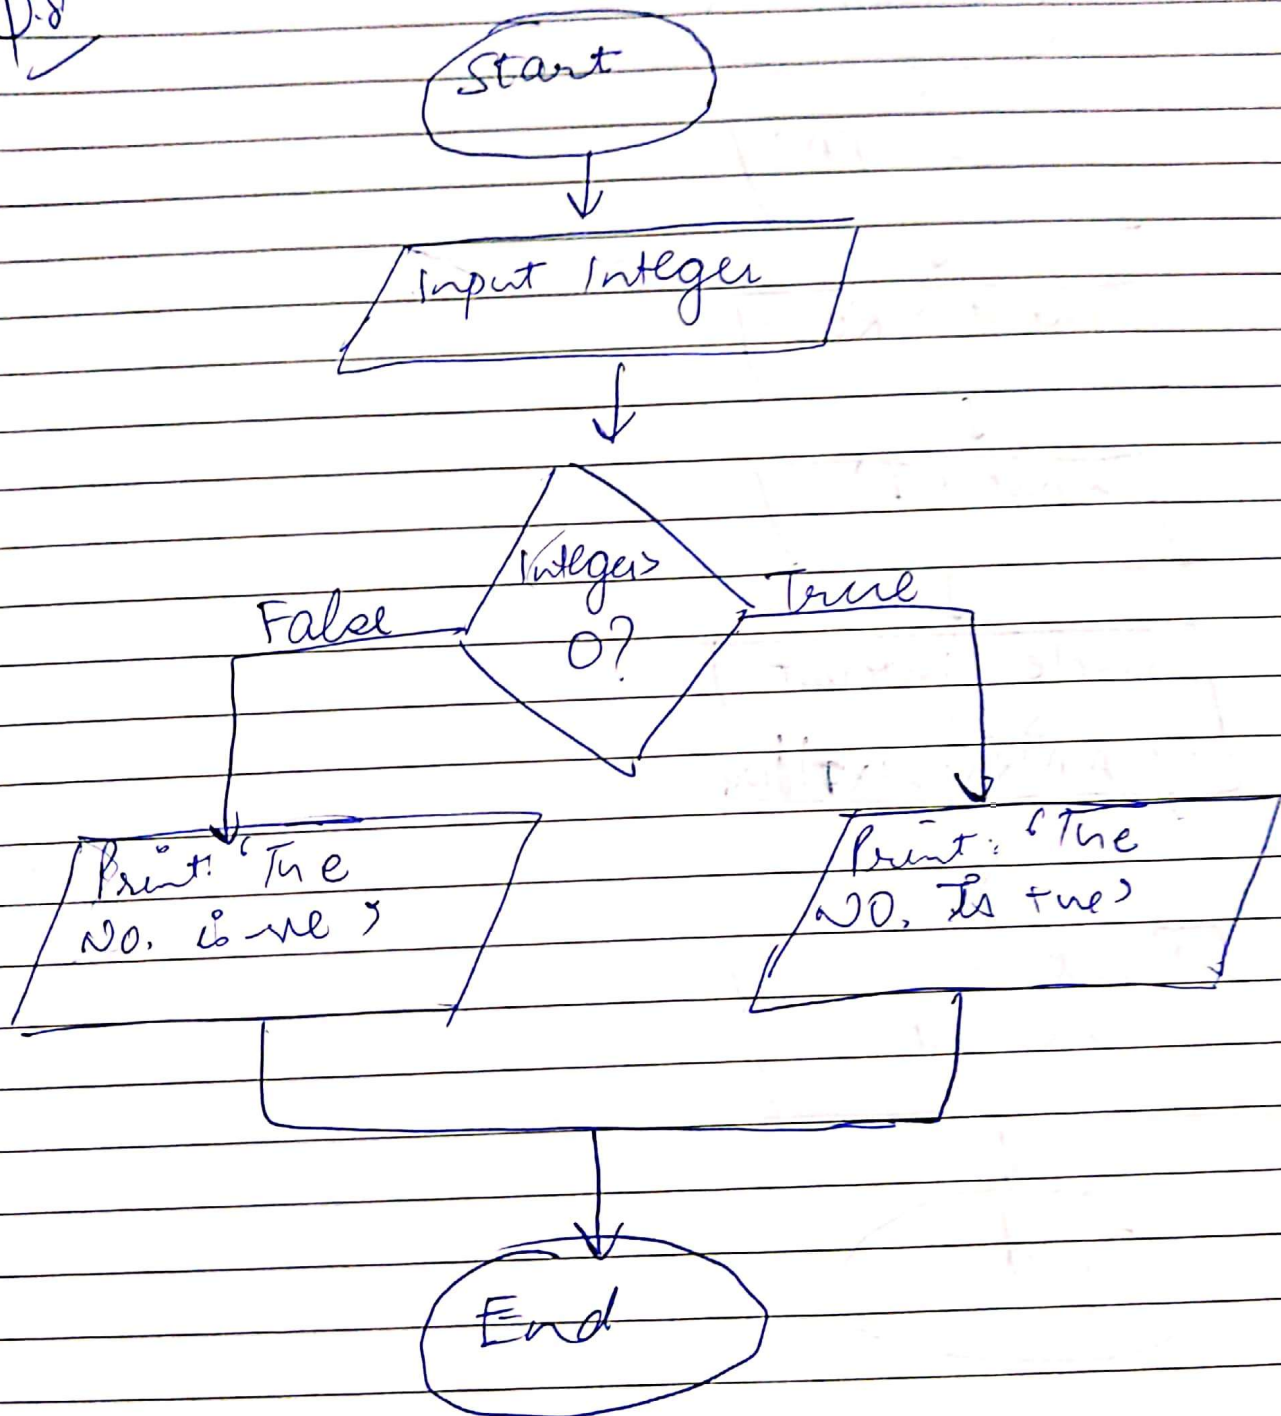 Start
Input Integer
Integer>
0?
False
True
Print: ‘The
NO. is -ve’
Print: ‘The
NO. Is +ve’
End